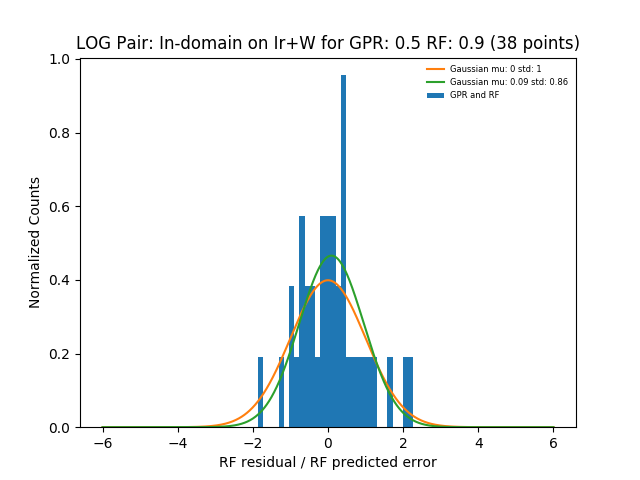 LOG Pair: In-domain on Ir+W for GPR: 0.5 RF: 0.9 (38 points)
Gaussian mu: 0 std: 1
Gaussian mu: 0.09 std: 0.86
GPR and RF
Normalized Counts
1.0
0.8
0.6
0.4
0.2
0.0
−6 −4 −2 0 2 4 6
RF residual / RF predicted error